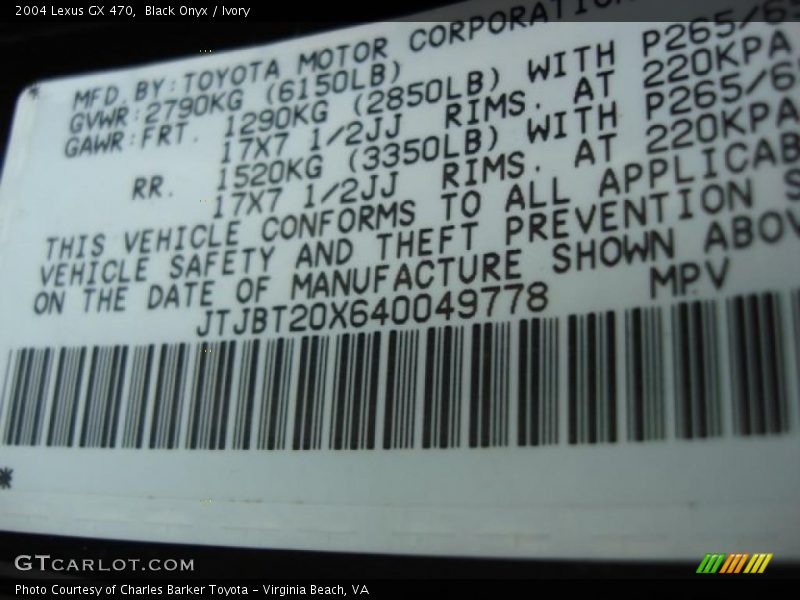 2004 Lexus GX 470, Black Onyx / Ivory
MFD. BY: TOYOTA MOTOR CORPORATION
GVWR: 2790KG (6150LB)
GAWR: FRT. 1290KG (2850LB) WITH P265/65
17X7 1/2JJ RIMS. AT 220KPA
RR. 1520KG (3350LB) WITH P265/6
17X7 1/2JJ RIMS. AT 220KPA
THIS VEHICLE CONFORMS TO ALL APPLICAB
VEHICLE SAFETY AND THEFT PREVENTION S
ON THE DATE OF MANUFACTURE SHOWN ABOV
JTJBT20X640049778 MPV
*
GTCARLOT.COM
Photo Courtesy of Charles Barker Toyota - Virginia Beach, VA